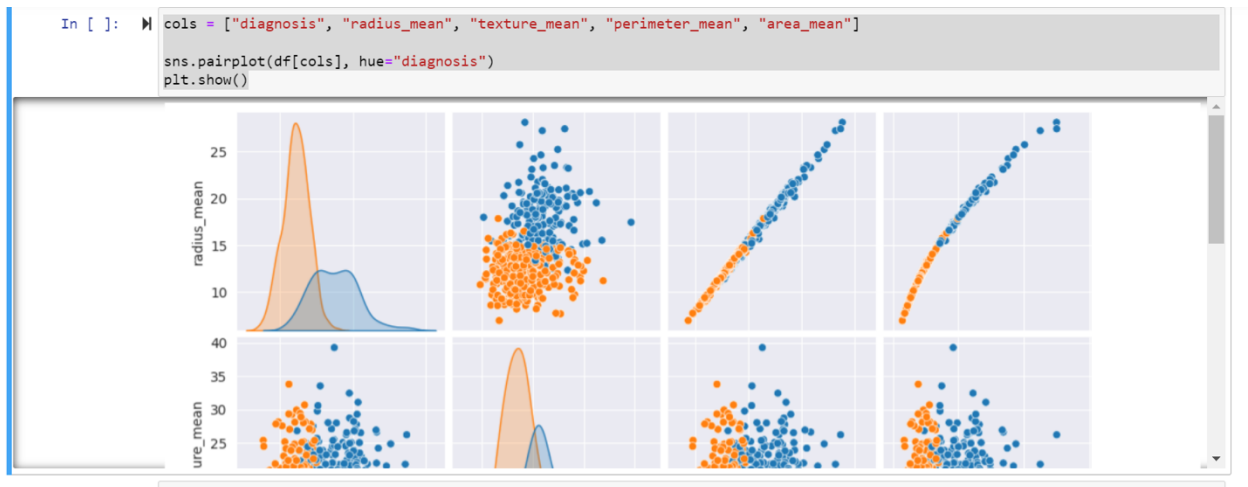 In [ ]:
cols = ["diagnosis", "radius_mean", "texture_mean", "perimeter_mean", "area_mean"]
sns.pairplot(df[cols], hue="diagnosis")
plt.show()
radius_mean
25
20
15
10
ure_mean
40
35
30
25